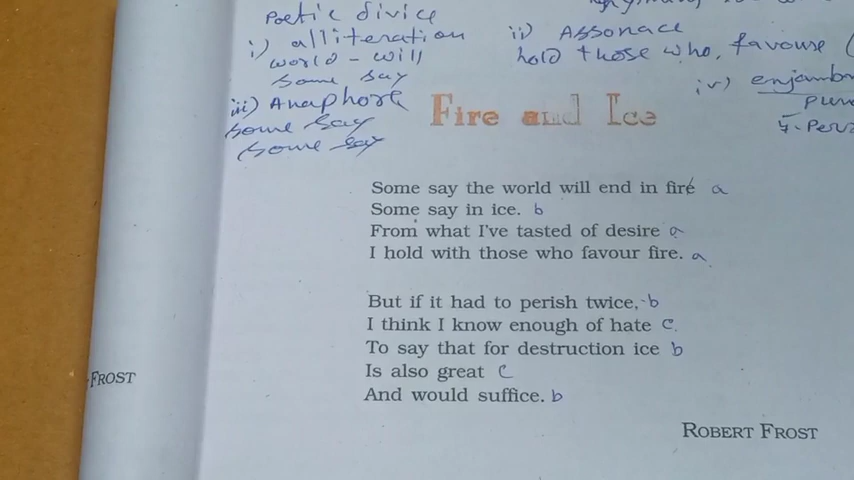 Poetic divice
i) alliteration
world - will
some say
ii) Assonace
hold those who, favouse (
iii) Anaphore
some say
some say
iv) enjambm
Fire and Ice
Some say the world will end in fire a
Some say in ice. b
From what I've tasted of desire a
I hold with those who favour fire. a
But if it had to perish twice, -b
I think I know enough of hate c.
To say that for destruction ice b
Is also great c
And would suffice. b
ROBERT FROST
FROST